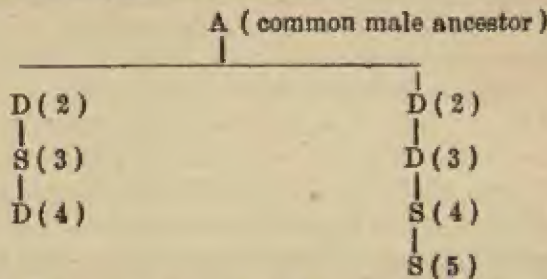 A ( common male ancestor )
D ( 2 ) D ( 2 )
S ( 3 ) D ( 3 )
D ( 4 ) S ( 4 )
S ( 5 )